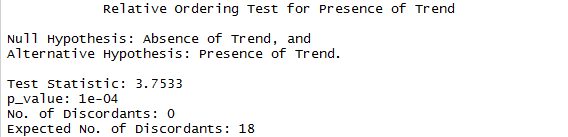 Relative Ordering Test for Presence of Trend
Null Hypothesis: Absence of Trend, and
Alternative Hypothesis: Presence of Trend.
Test Statistic: 3.7533
p_value: 1e-04
No. of Discordants: 0
Expected No. of Discordants: 18